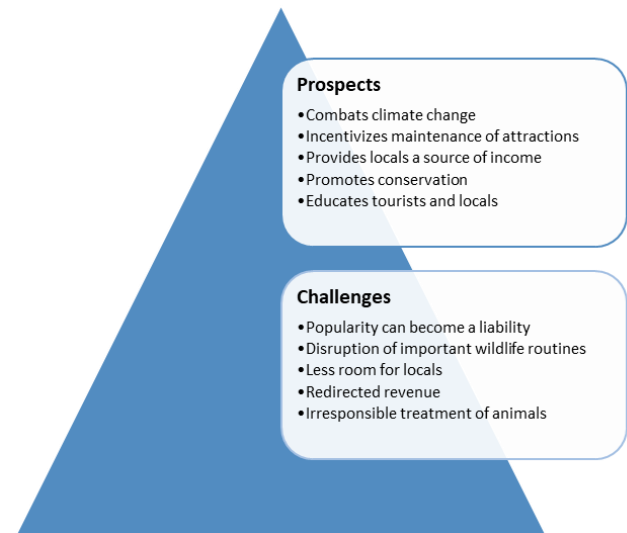 Prospects
•Combats climate change
•Incentivizes maintenance of attractions
•Provides locals a source of income
•Promotes conservation
•Educates tourists and locals
Challenges
•Popularity can become a liability
•Disruption of important wildlife routines
•Less room for locals
•Redirected revenue
•Irresponsible treatment of animals